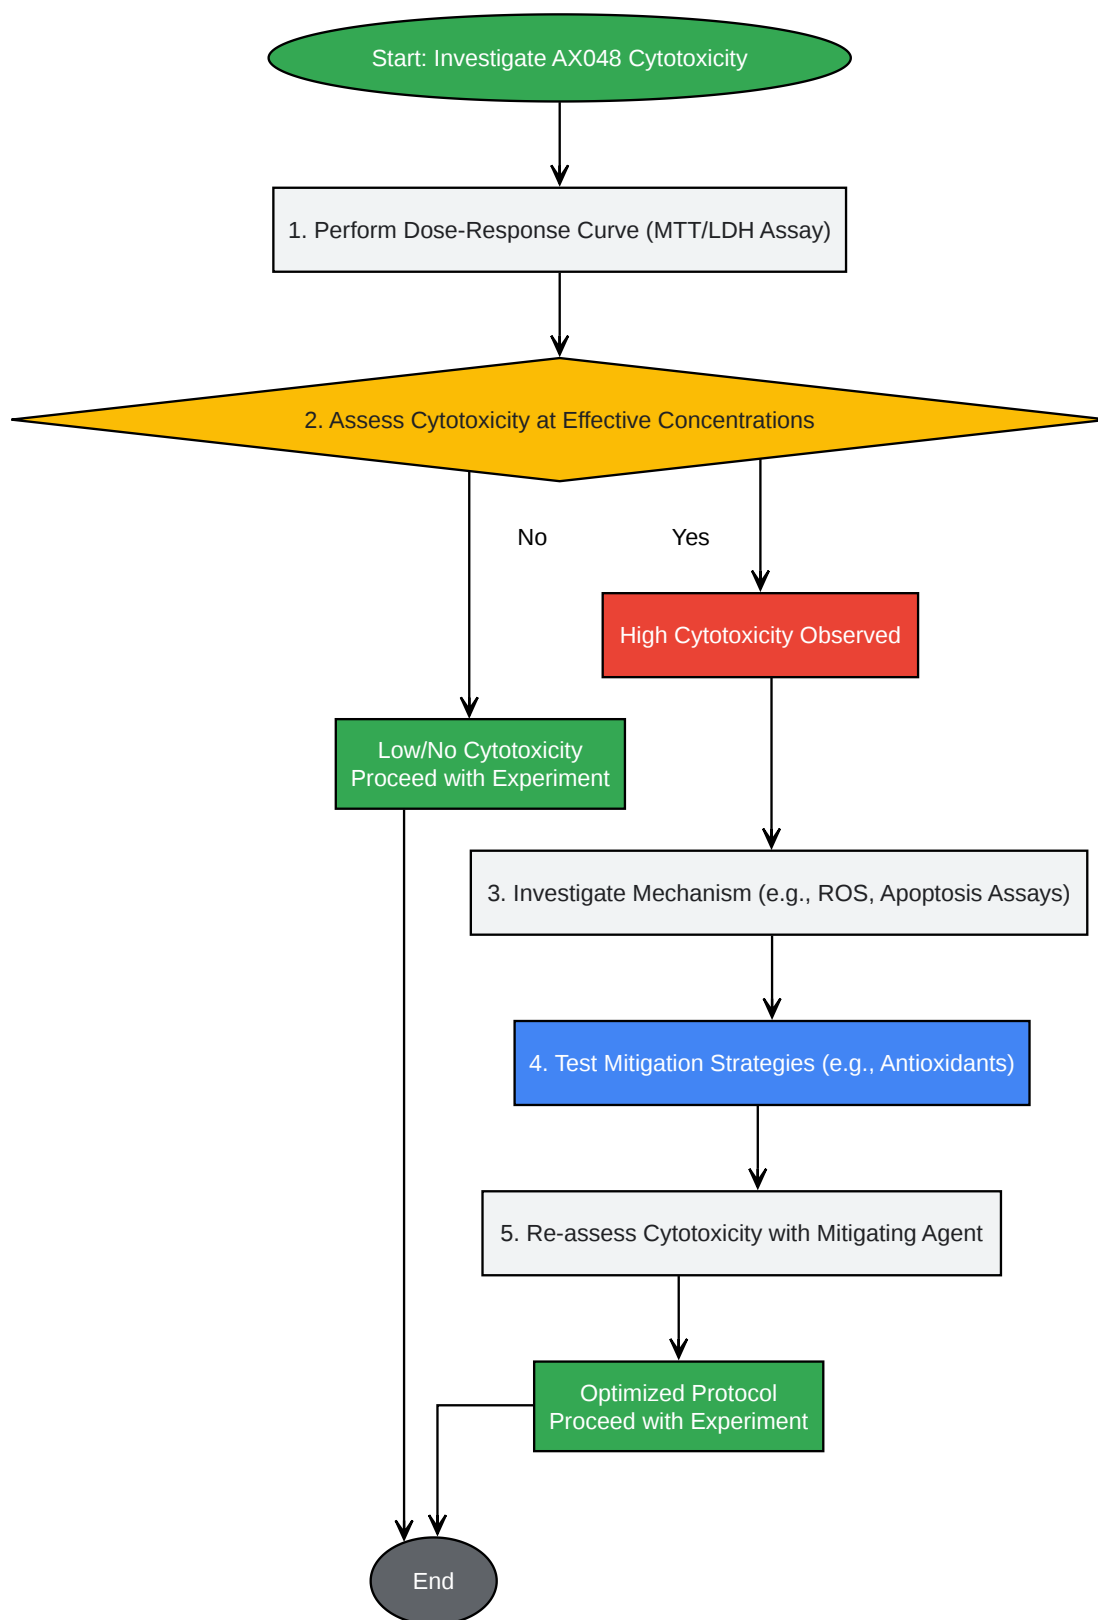 Start: Investigate AX048 Cytotoxicity
1. Perform Dose-Response Curve (MTT/LDH Assay)
2. Assess Cytotoxicity at Effective Concentrations
No
Yes
High Cytotoxicity Observed
Low/No Cytotoxicity
Proceed with Experiment
3. Investigate Mechanism (e.g., ROS, Apoptosis Assays)
4. Test Mitigation Strategies (e.g., Antioxidants)
5. Re-assess Cytotoxicity with Mitigating Agent
Optimized Protocol
Proceed with Experiment
End